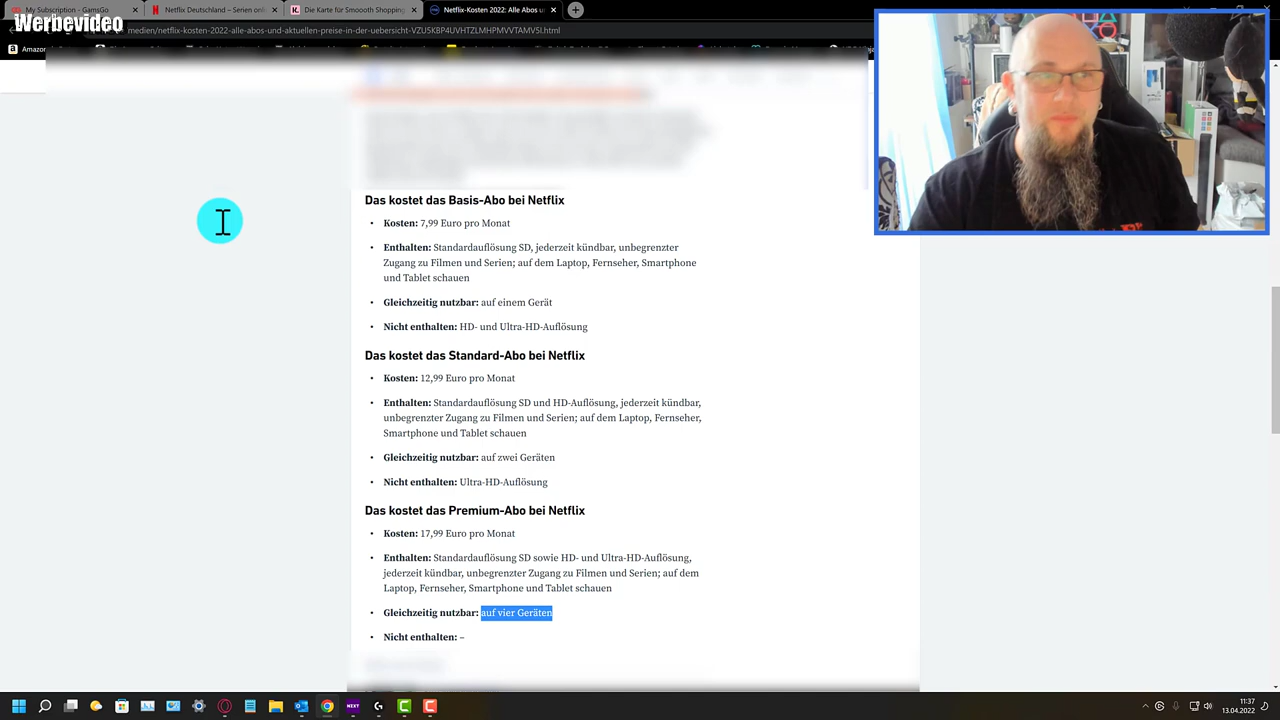 My Subscription - GamsGo
Netflix Deutschland – Serien onli
Die Karte für Smoooth Shopping
Netflix-Kosten 2022: Alle Abos u
Werbevideo
medien/netflix-kosten-2022-alle-abos-und-aktuellen-preise-in-der-uebersicht-VZIJ5K8P4UVHTZLMHPMVVTAMV5I.html
Amazon
Das kostet das Basis-Abo bei Netflix
• Kosten: 7,99 Euro pro Monat
• Enthalten: Standardauflösung SD, jederzeit kündbar, unbegrenzter
Zugang zu Filmen und Serien; auf dem Laptop, Fernseher, Smartphone
und Tablet schauen
• Gleichzeitig nutzbar: auf einem Gerät
• Nicht enthalten: HD- und Ultra-HD-Auflösung
Das kostet das Standard-Abo bei Netflix
• Kosten: 12,99 Euro pro Monat
• Enthalten: Standardauflösung SD und HD-Auflösung, jederzeit kündbar,
unbegrenzter Zugang zu Filmen und Serien; auf dem Laptop, Fernseher,
Smartphone und Tablet schauen
• Gleichzeitig nutzbar: auf zwei Geräten
• Nicht enthalten: Ultra-HD-Auflösung
Das kostet das Premium-Abo bei Netflix
• Kosten: 17,99 Euro pro Monat
• Enthalten: Standardauflösung SD sowie HD- und Ultra-HD-Auflösung,
jederzeit kündbar, unbegrenzter Zugang zu Filmen und Serien; auf dem
Laptop, Fernseher, Smartphone und Tablet schauen
• Gleichzeitig nutzbar: auf vier Geräten
• Nicht enthalten: –
NEXT
11:37
13.04.2022